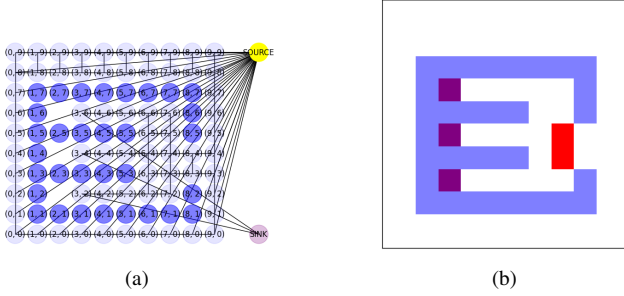 (0, 9) (1, 9) (2, 9) (3, 9) (4, 9) (5, 9) (6, 9) (7, 9) (8, 9) (9, 9) SOURCE
(0, 8) (1, 8) (2, 8) (3, 8) (4, 8) (5, 8) (6, 8) (7, 8) (8, 8) (9, 8)
(0, 7) (1, 7) (2, 7) (3, 7) (4, 7) (5, 7) (6, 7) (7, 7) (8, 7) (9, 7)
(0, 6) (1, 6) (3, 6) (4, 6) (5, 6) (6, 6) (7, 6) (8, 6) (9, 6)
(0, 5) (1, 5) (2, 5) (3, 5) (4, 5) (5, 5) (6, 5) (7, 5) (8, 5) (9, 5)
(0, 4) (1, 4) (3, 4) (4, 4) (5, 4) (6, 4) (7, 4) (8, 4) (9, 4)
(0, 3) (1, 3) (2, 3) (3, 3) (4, 3) (5, 3) (6, 3) (7, 3) (8, 3) (9, 3)
(0, 2) (1, 2) (3, 2) (4, 2) (5, 2) (6, 2) (7, 2) (8, 2) (9, 2)
(0, 1) (1, 1) (2, 1) (3, 1) (4, 1) (5, 1) (6, 1) (7, 1) (8, 1) (9, 1)
(0, 0) (1, 0) (2, 0) (3, 0) (4, 0) (5, 0) (6, 0) (7, 0) (8, 0) (9, 0) SINK
(a)
(b)